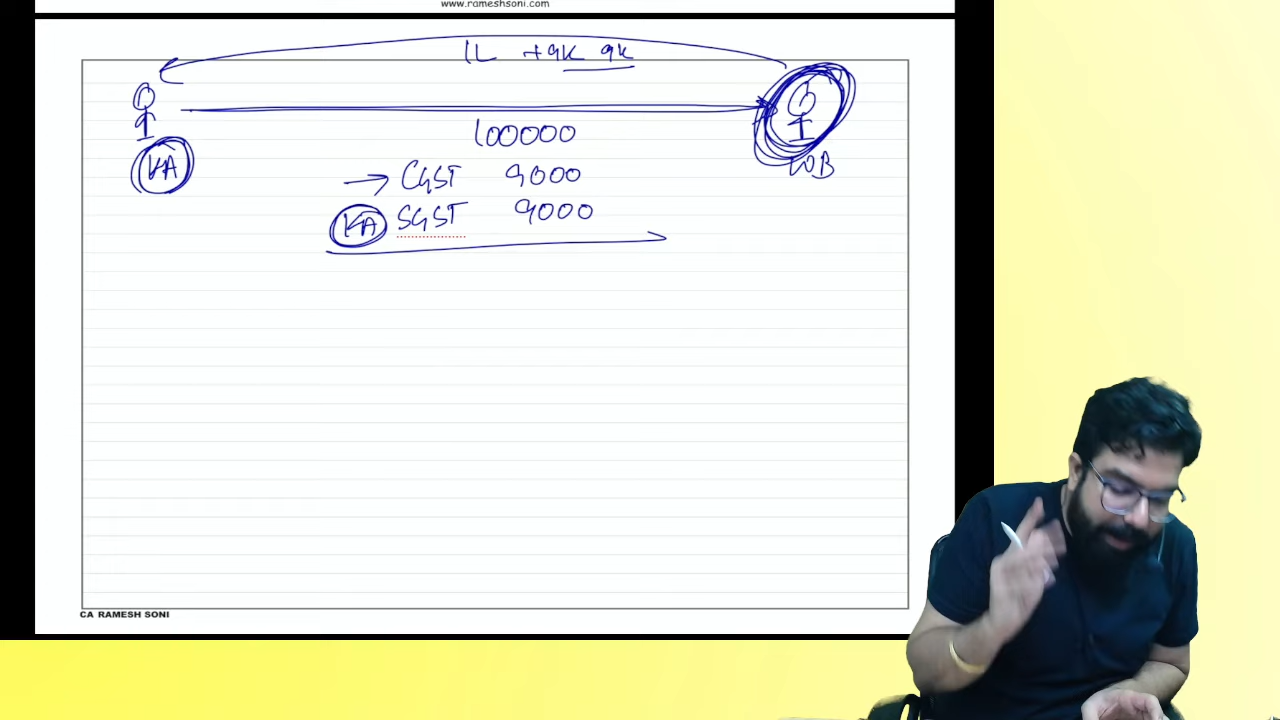 www.rameshsoni.com
1L +9K 9K
100000
KA
WB
→ CGST 9000
KA SGST 9000
CA RAMESH SONI